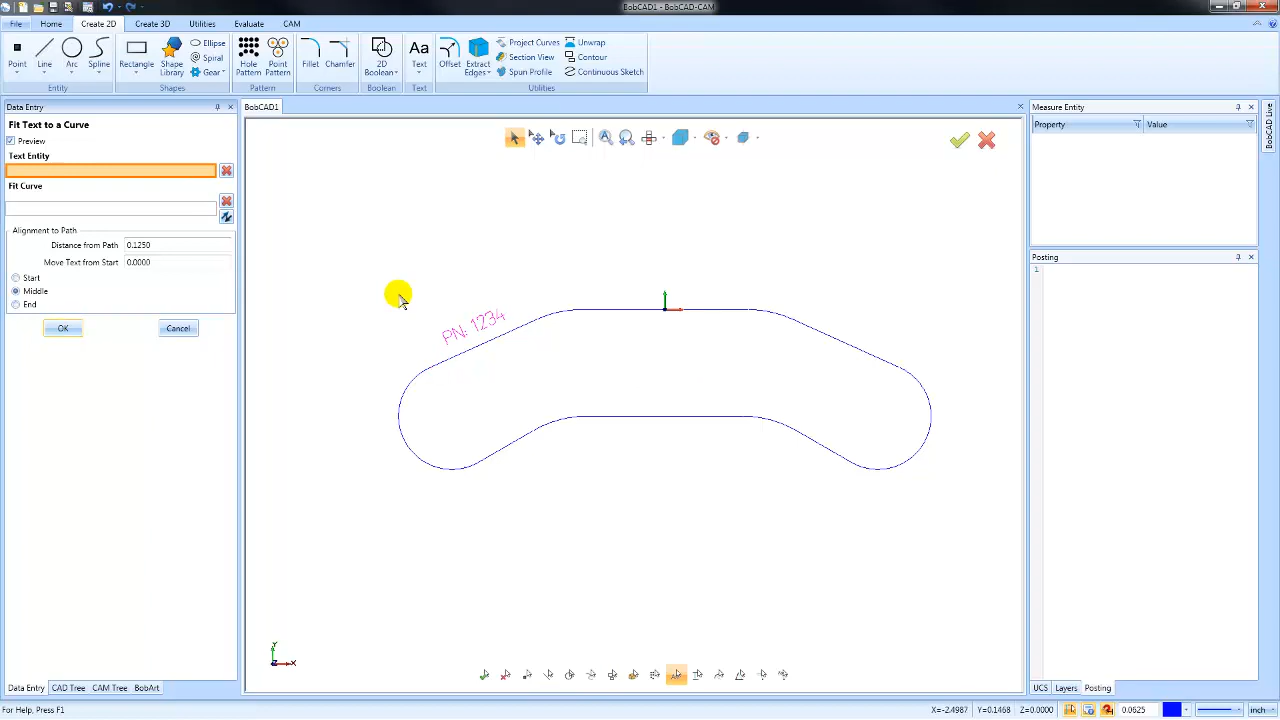 BobCAD1 - BobCAD-CAM
File Home Create 2D Create 3D Utilities Evaluate CAM
Point Line Arc Spline Rectangle Shape Library Ellipse Spiral Gear Hole Pattern Point Pattern Fillet Chamfer 2D Boolean Aa Text Offset Extract Edges Project Curves Section View Spun Profile Unwrap Contour Continuous Sketch
Entity Shapes Pattern Corners Boolean Text Utilities
Data Entry
BobCAD1
Measure Entity
BobCAD Live
Fit Text to a Curve
Property Value
Preview
Text Entity
Fit Curve
Alignment to Path
Distance from Path 0.1250
Move Text from Start 0.0000
Start
Middle
End
OK Cancel
PN: 1234
Posting
1
Y
Z X
Data Entry CAD Tree CAM Tree BobArt
UCS Layers Posting
For Help, Press F1
X=-2.4987 Y=0.1468 Z=0.0000 0.0625 inch